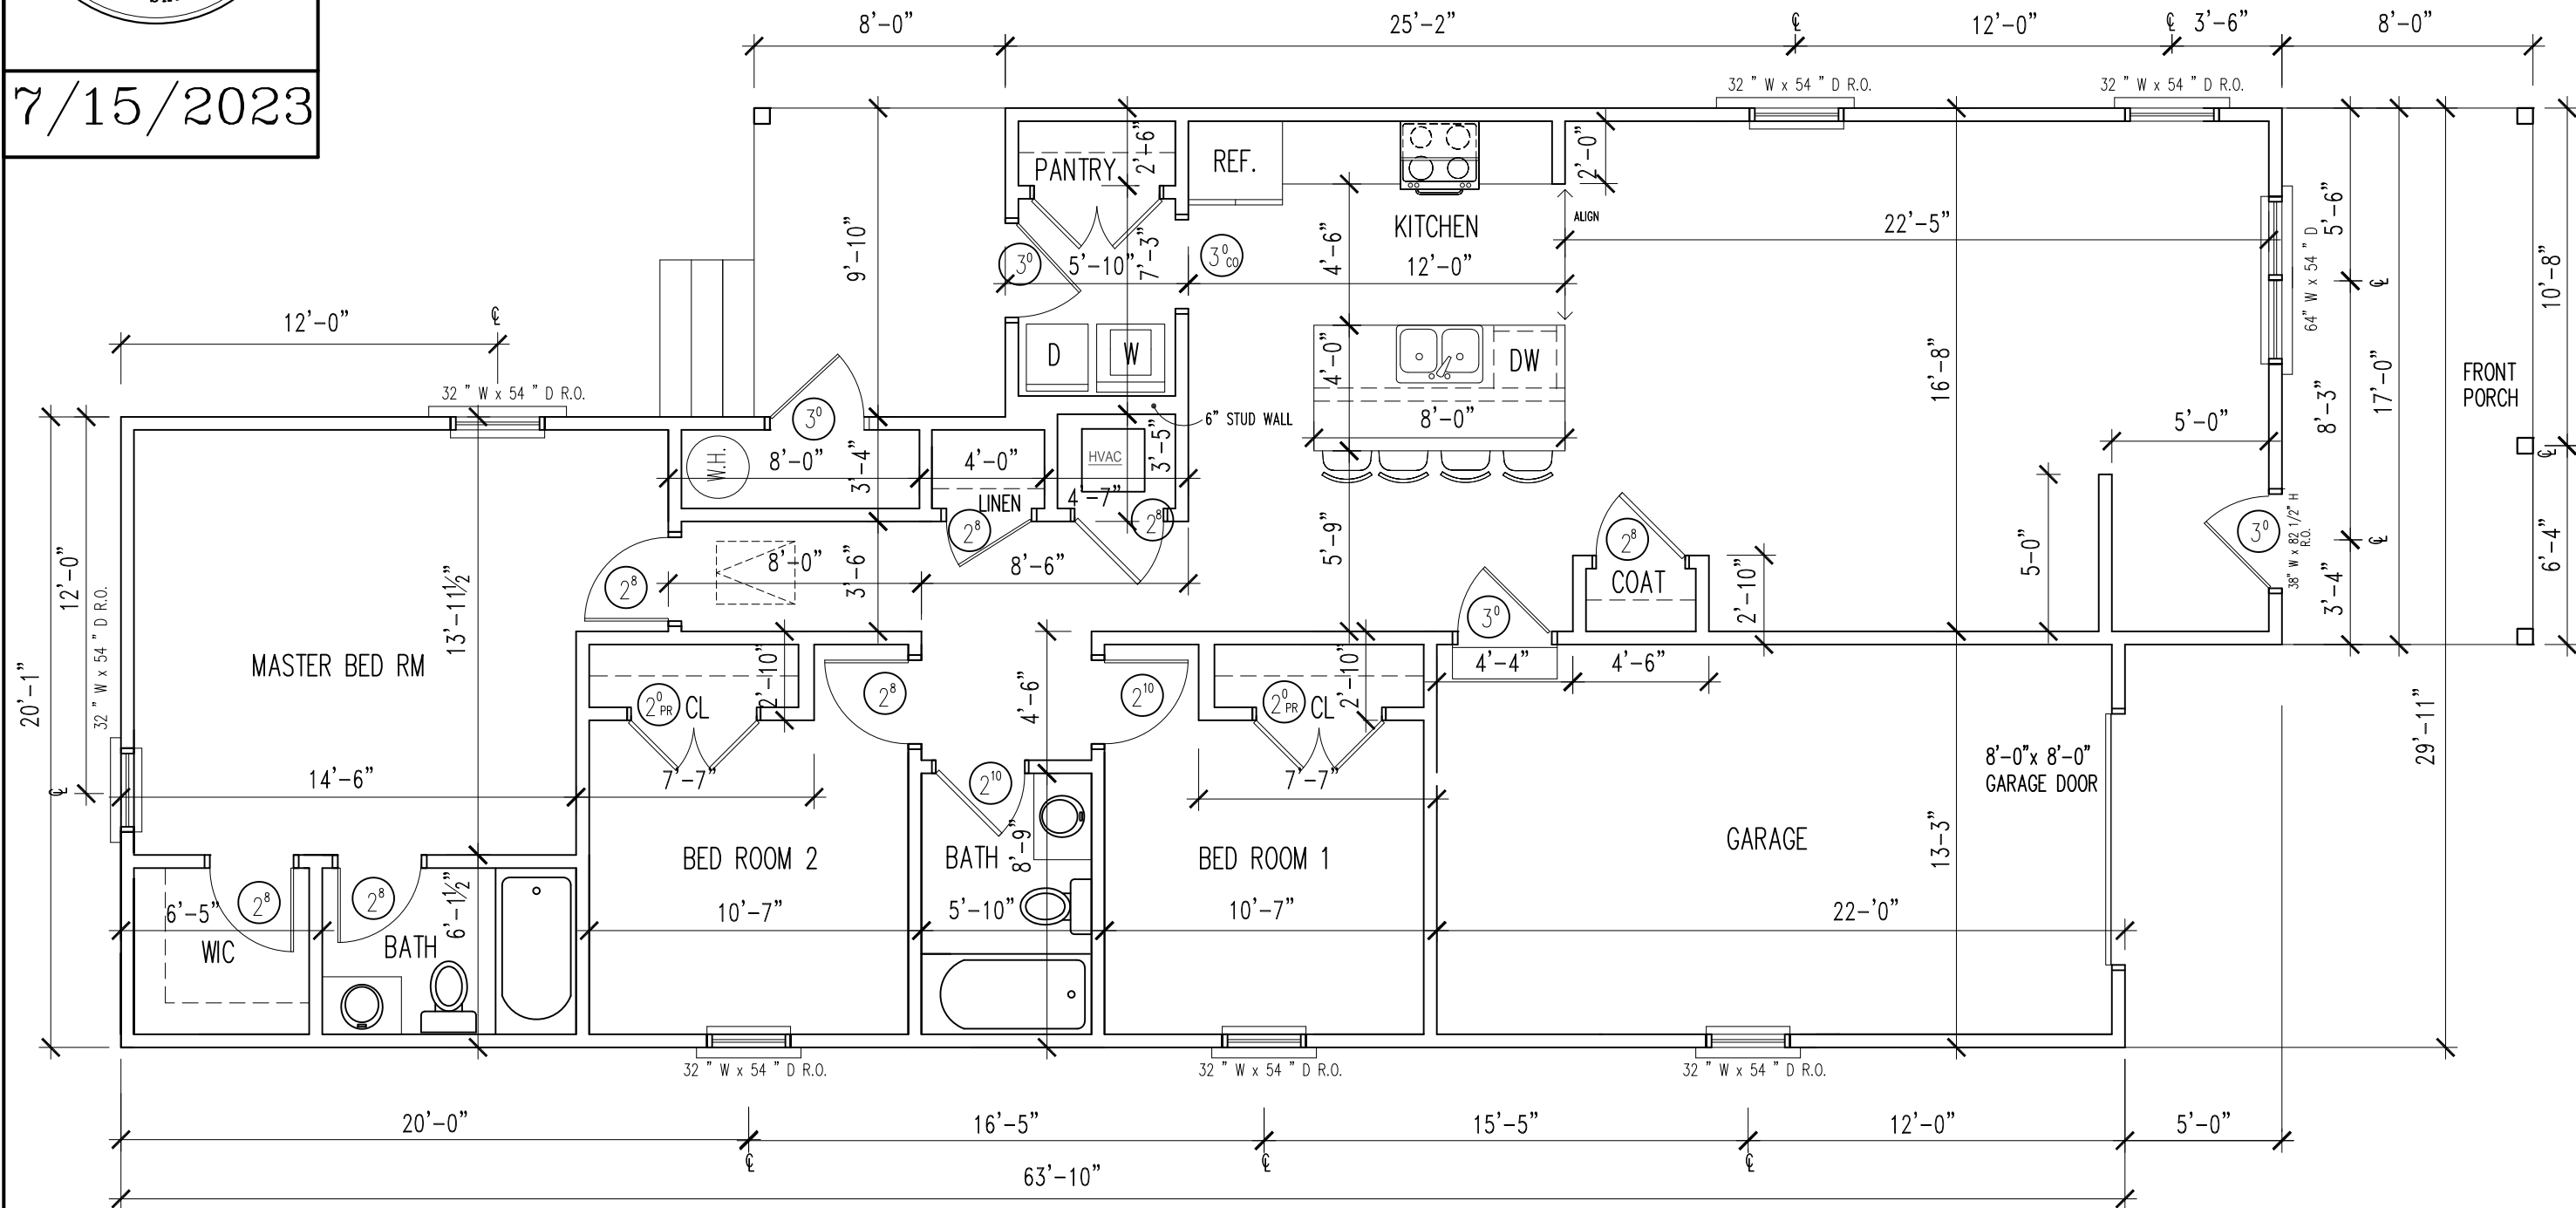 7/15/2023
8'-0"
25'-2"
℄
12'-0"
℄
3'-6"
8'-0"
32 " W x 54 " D R.O.
32 " W x 54 " D R.O.
PANTRY
2'-6"
REF.
2'-0"
KITCHEN
ALIGN
22'-5"
5'-6"
64" W x 54" D
9'-10"
3⁰
5'-10"
7'-3"
3⁰ CO
4'-6"
12'-0"
℄
10'-8"
12'-0"
℄
D
W
4'-0"
DW
16'-8"
17'-0"
FRONT
PORCH
32 " W x 54 " D R.O.
3⁰
6" STUD WALL
8'-0"
5'-0"
8'-3"
W.H.
8'-0"
3'-4"
4'-0"
HVAC
3'-5"
℄
LINEN
4'-7"
2⁸
2⁸
2⁸
3⁰
38" W x 82 1/2" H
R.O.
℄
12'-0"
32 " W x 54 " D R.O.
13'-11½"
2⁸
8'-0"
3'-6"
8'-6"
5'-9"
COAT
5-0"
2'-10"
3'-4"
6'-4"
3⁰
MASTER BED RM
20'-1"
2'-10"
2⁰ PR
CL
2⁸
4'-6"
2¹⁰
2⁰ PR
CL
2'-10"
4'-4"
4'-6"
29'-11"
℄
14'-6"
7'-7"
2¹⁰
7'-7"
8'-0"x 8'-0"
GARAGE DOOR
BED ROOM 2
BATH
8'-9"
BED ROOM 1
GARAGE
13-3"
6'-5"
2⁸
2⁸
6'-1½"
10'-7"
5'-10"
10'-7"
22-'0"
WIC
BATH
32 " W x 54 " D R.O.
32 " W x 54 " D R.O.
32 " W x 54 " D R.O.
20'-0"
16'-5"
15'-5"
12'-0"
5'-0"
℄
℄
℄
63'-10"